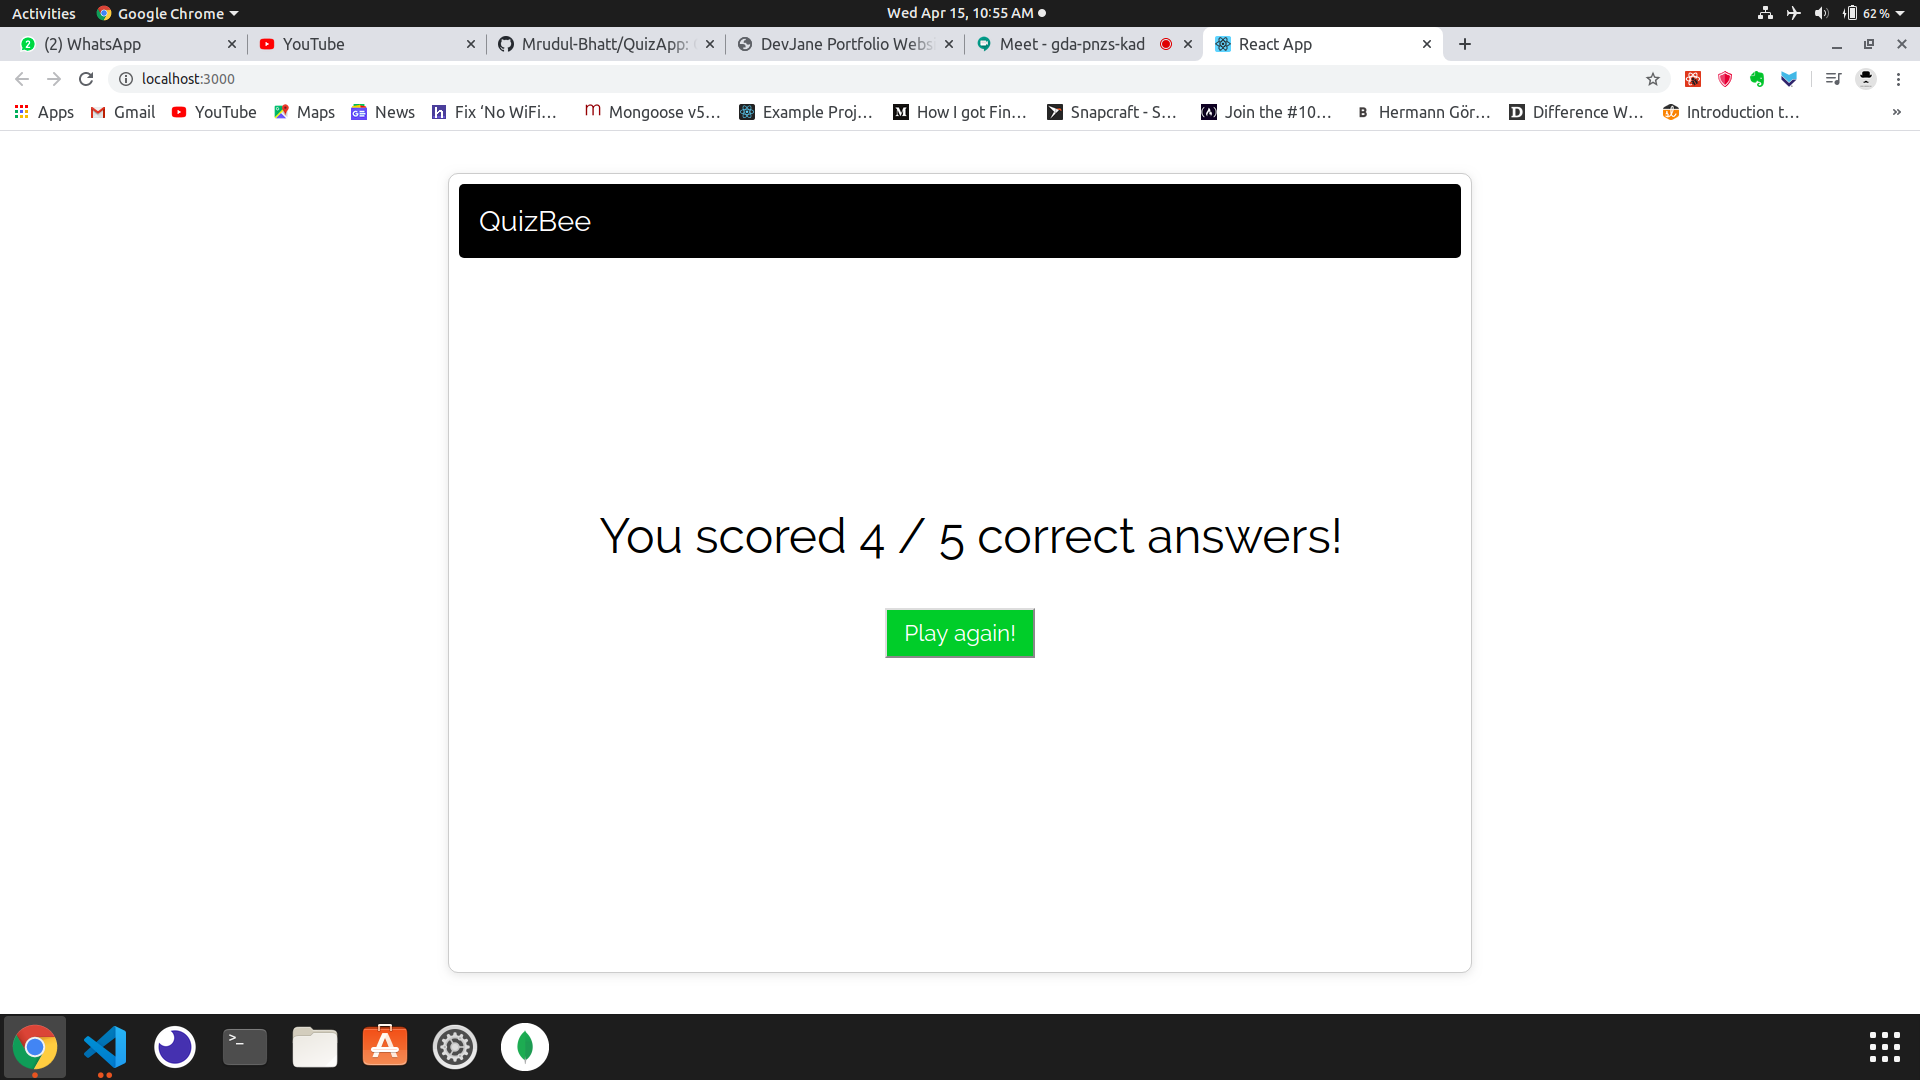 Activities Google Chrome Wed Apr 15, 10:55 AM 62 %
(2) WhatsApp YouTube Mrudul-Bhatt/QuizApp: DevJane Portfolio Webs Meet - gda-pnzs-kad React App
localhost:3000
Apps Gmail YouTube Maps News Fix ‘No WiFi… Mongoose v5… Example Proj… How I got Fin… Snapcraft - S… Join the #10… Hermann Gör… Difference W… Introduction t… »
QuizBee
You scored 4 / 5 correct answers!
Play again!